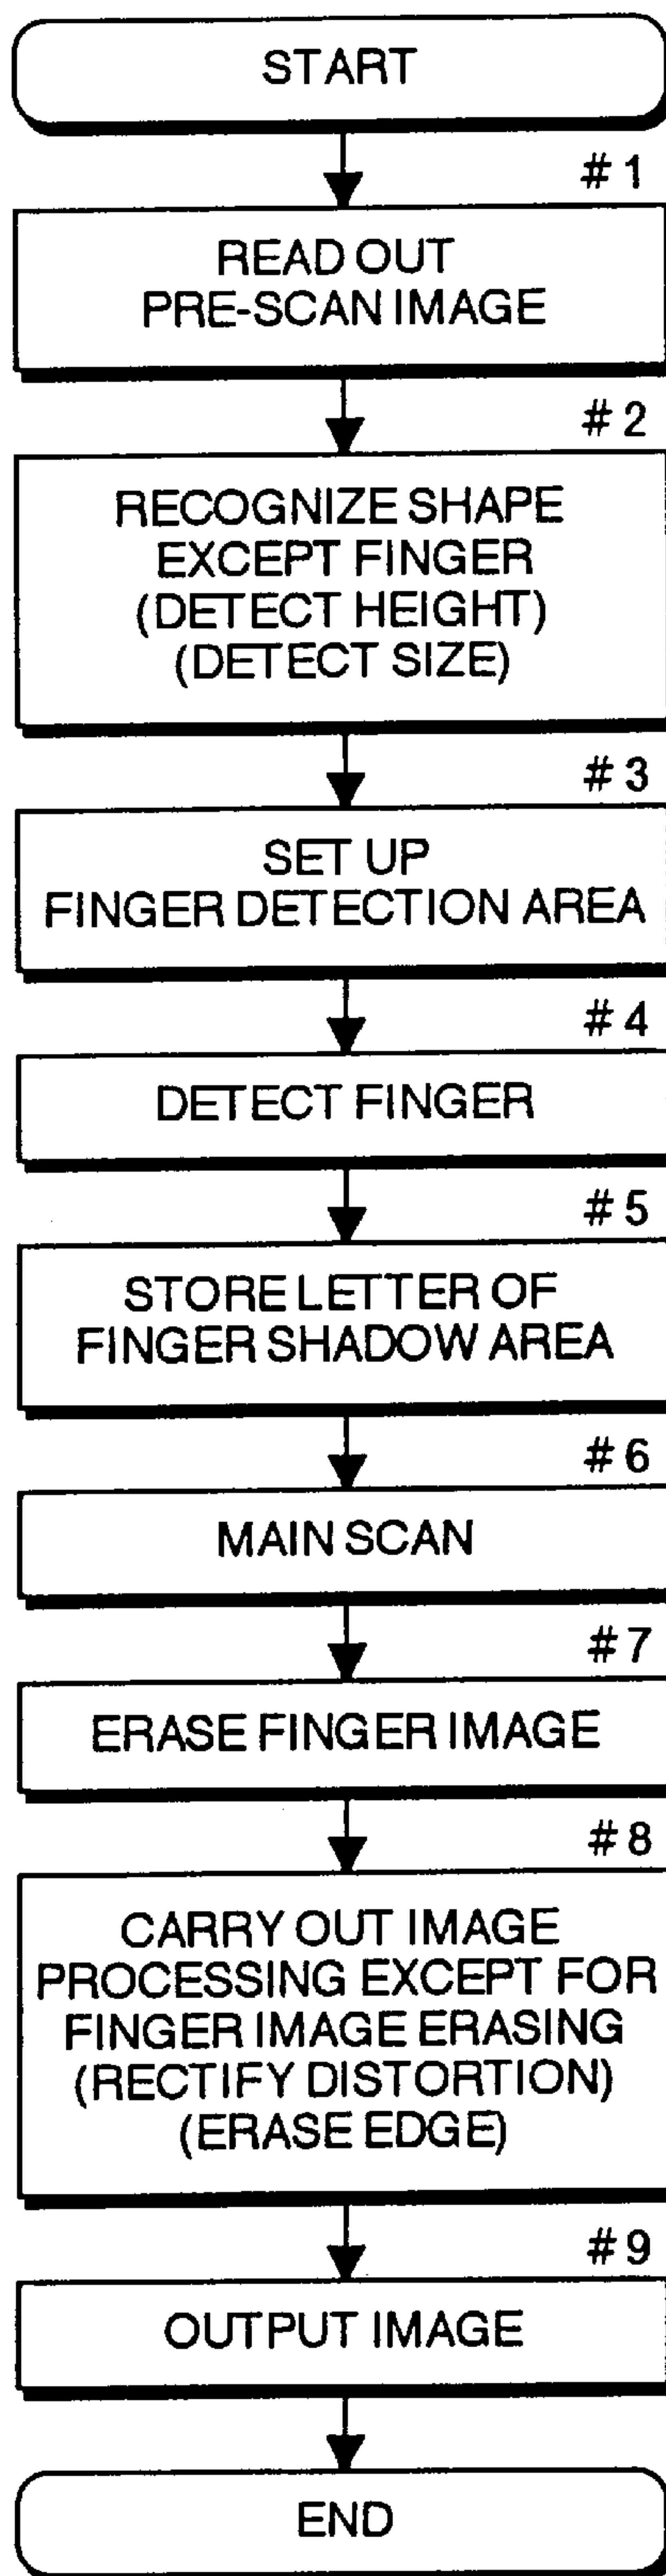 START
# 1
READ OUT
PRE-SCAN IMAGE
# 2
RECOGNIZE SHAPE
EXCEPT FINGER
(DETECT HEIGHT)
(DETECT SIZE)
# 3
SET UP
FINGER DETECTION AREA
# 4
DETECT FINGER
# 5
STORE LETTER OF
FINGER SHADOW AREA
# 6
MAIN SCAN
# 7
ERASE FINGER IMAGE
# 8
CARRY OUT IMAGE
PROCESSING EXCEPT FOR
FINGER IMAGE ERASING
(RECTIFY DISTORTION)
(ERASE EDGE)
# 9
OUTPUT IMAGE
END